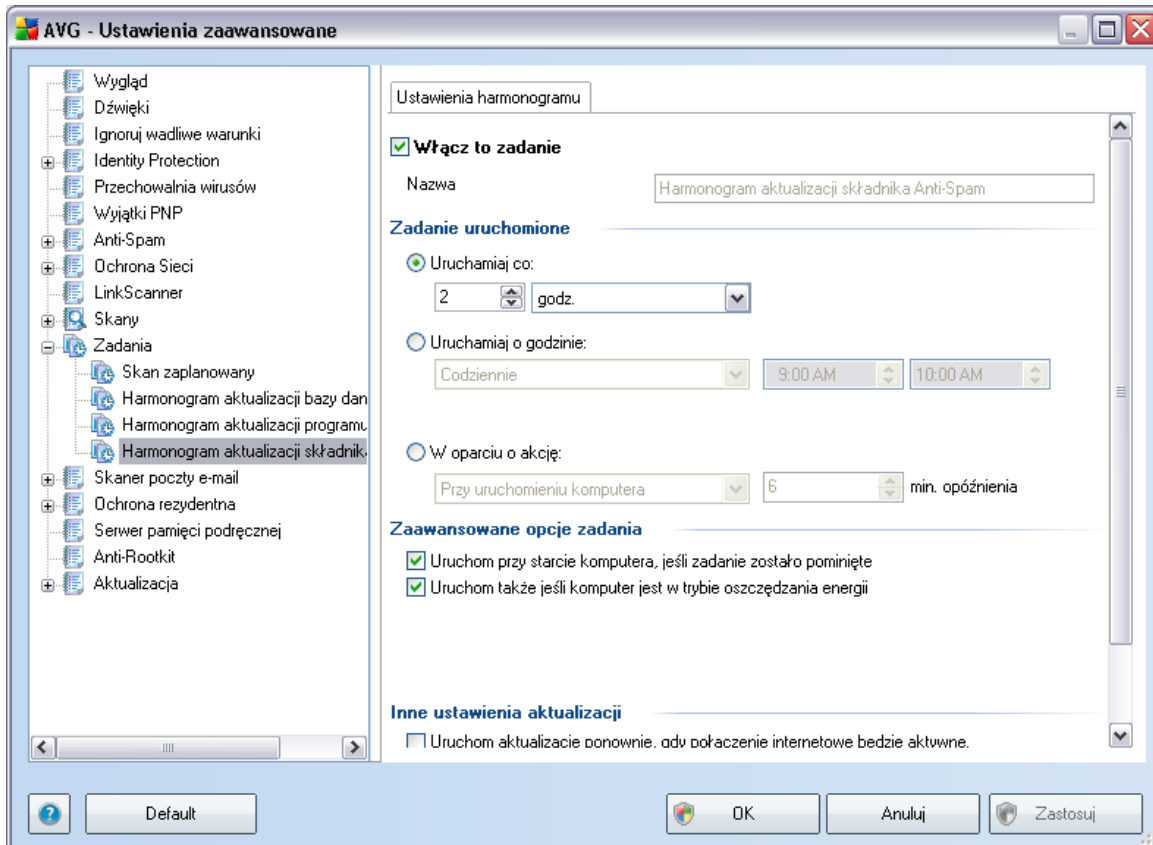 AVG - Ustawienia zaawansowane
Wygląd
Dźwięki
Ignoruj wadliwe warunki
Identity Protection
Przechowalnia wirusów
Wyjątki PNP
Anti-Spam
Ochrona Sieci
LinkScanner
Skany
Zadania
Skan zaplanowany
Harmonogram aktualizacji bazy dan
Harmonogram aktualizacji programu
Harmonogram aktualizacji składnika
Skaner poczty e-mail
Ochrona rezydentna
Serwer pamięci podręcznej
Anti-Rootkit
Aktualizacja
Ustawienia harmonogramu
Włącz to zadanie
Nazwa Harmonogram aktualizacji składnika Anti-Spam
Zadanie uruchomione
Uruchamiaj co:
2 godz.
Uruchamiaj o godzinie:
Codziennie 9:00 AM 10:00 AM
W oparciu o akcję:
Przy uruchomieniu komputera 6 min. opóźnienia
Zaawansowane opcje zadania
Uruchom przy starcie komputera, jeśli zadanie zostało pominięte
Uruchom także jeśli komputer jest w trybie oszczędzania energii
Inne ustawienia aktualizacji
Uruchom aktualizację ponownie, gdy połączenie internetowe będzie aktywne.
? Default OK Anuluj Zastosuj